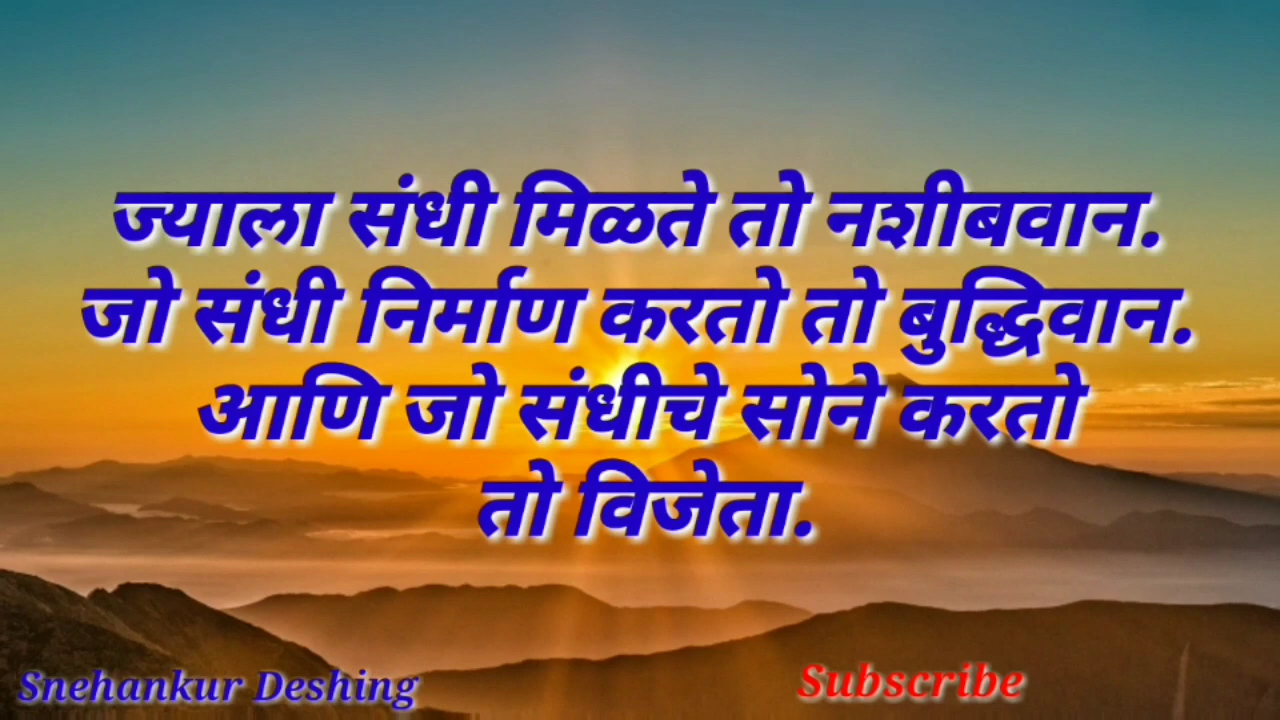 ज्याला संधी मिळते तो नशीबवान.
जो संधी निर्माण करतो तो बुद्धिवान.
आणि जो संधीचे सोने करतो
तो विजेता.
Snehankur Deshing
Subscribe